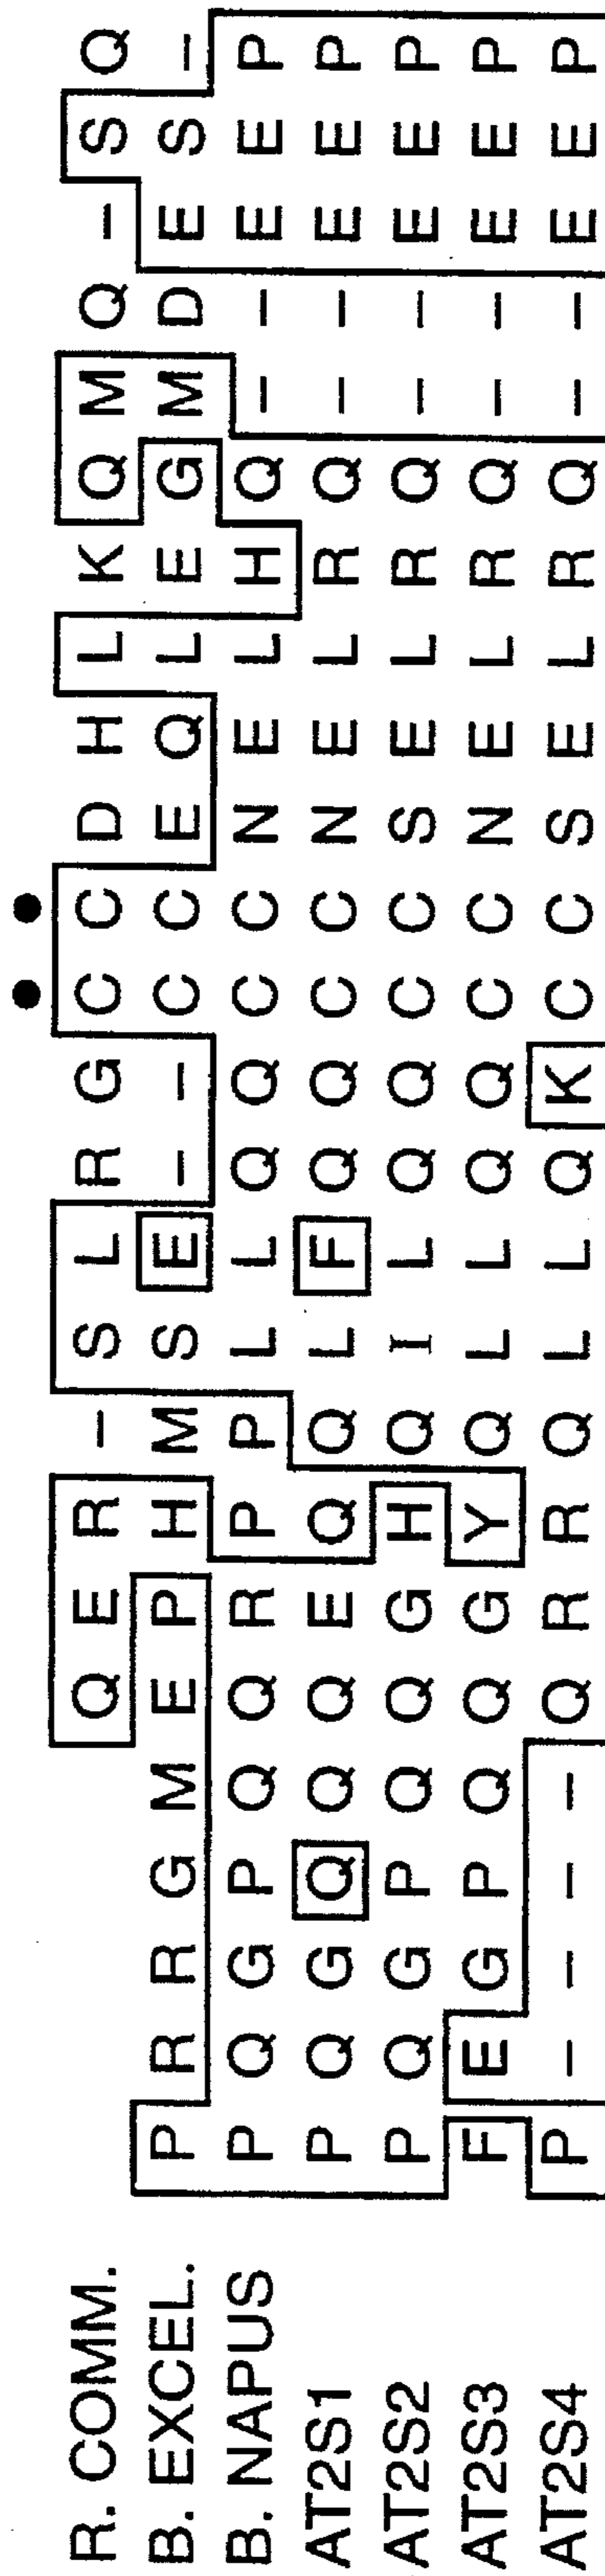 ● ●
R. COMM. Q E R – S L R G C C D H L K Q M Q – S Q
B. EXCEL. P R R G M E P H M S E – – C C E Q L E G M D E S –
B. NAPUS P Q G P Q Q R P P L L Q Q C C N E L H Q – – E E P
AT2S1 P Q G Q Q Q E Q Q L F Q Q C C N E L R Q – – E E P
AT2S2 P Q G P Q Q G H Q I L Q Q C C S E L R Q – – E E P
AT2S3 F E G P Q Q G Y Q L L Q Q C C N E L R Q – – E E P
AT2S4 P – – – – Q R R Q L L Q K C C S E L R Q – – E E P